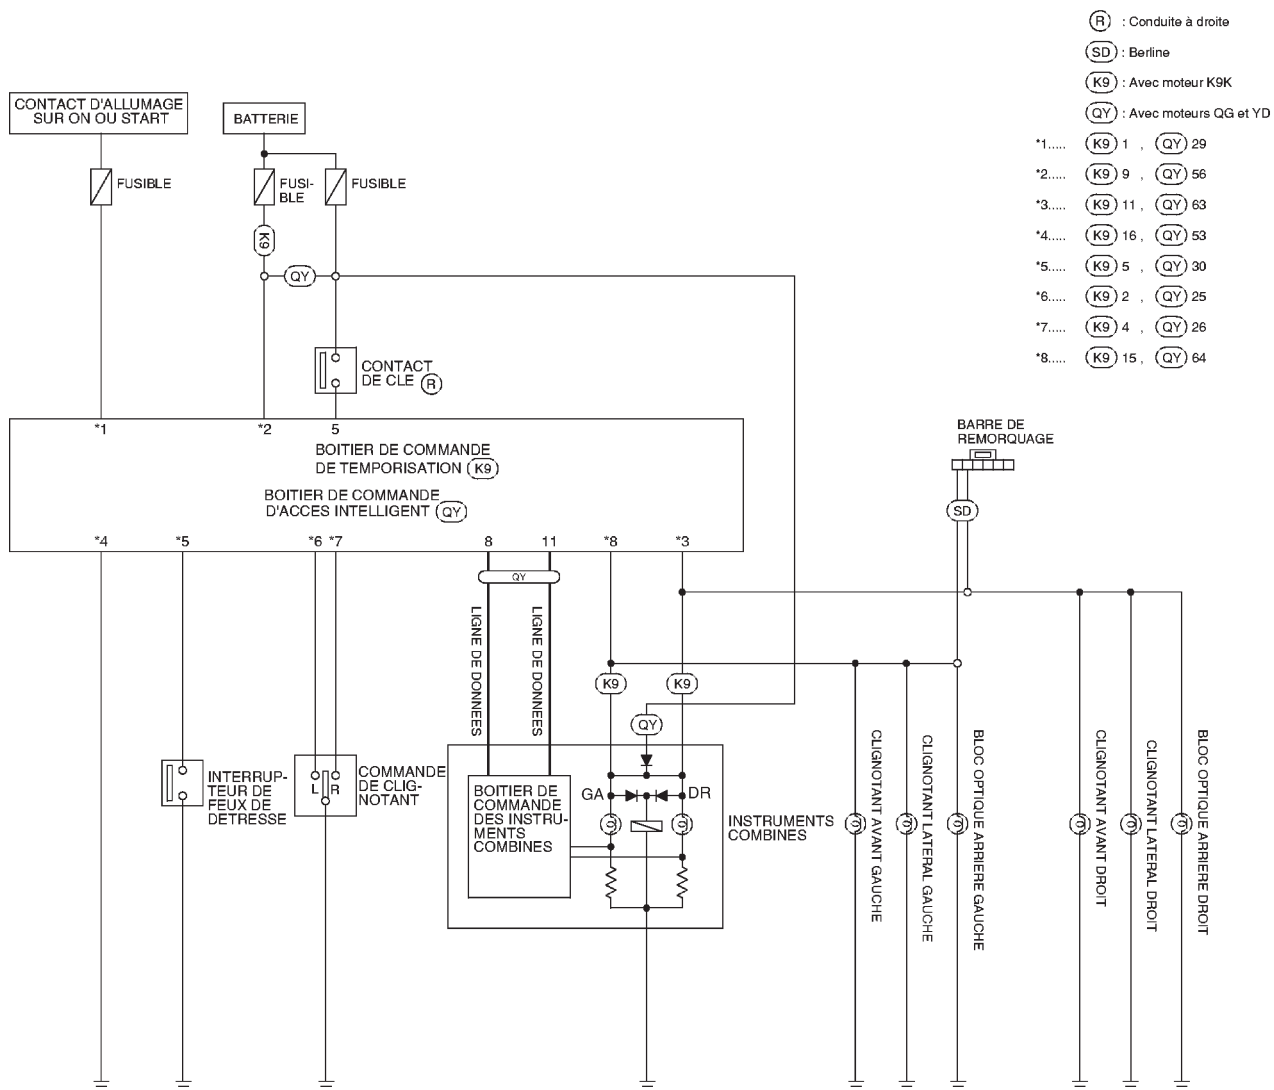 R : Conduite à droite
SD : Berline
K9 : Avec moteur K9K
QY : Avec moteurs QG et YD
*1..... K9 1 , QY 29
*2..... K9 9 , QY 56
*3..... K9 11 , QY 63
*4..... K9 16 , QY 53
*5..... K9 5 , QY 30
*6..... K9 2 , QY 25
*7..... K9 4 , QY 26
*8..... K9 15 , QY 64
CONTACT D'ALLUMAGE
SUR ON OU START
BATTERIE
FUSIBLE
FUSI-
BLE
FUSIBLE
K9
QY
CONTACT
DE CLE R
*1 *2 5
BOITIER DE COMMANDE
DE TEMPORISATION K9
BOITIER DE COMMANDE
D'ACCES INTELLIGENT QY
*4 *5 *6 *7 8 11 *8 *3
BARRE DE
REMORQUAGE
SD
QY
LIGNE DE DONNEES
LIGNE DE DONNEES
K9
K9
QY
INTERRUP-
TEUR DE
FEUX DE
DETRESSE
L R
COMMANDE
DE CLIG-
NOTANT
BOITIER DE
COMMANDE
DES INSTRU-
MENTS
COMBINES
GA
DR
INSTRUMENTS
COMBINES
CLIGNOTANT AVANT GAUCHE
CLIGNOTANT LATERAL GAUCHE
BLOC OPTIQUE ARRIERE GAUCHE
CLIGNOTANT AVANT DROIT
CLIGNOTANT LATERAL DROIT
BLOC OPTIQUE ARRIERE DROIT